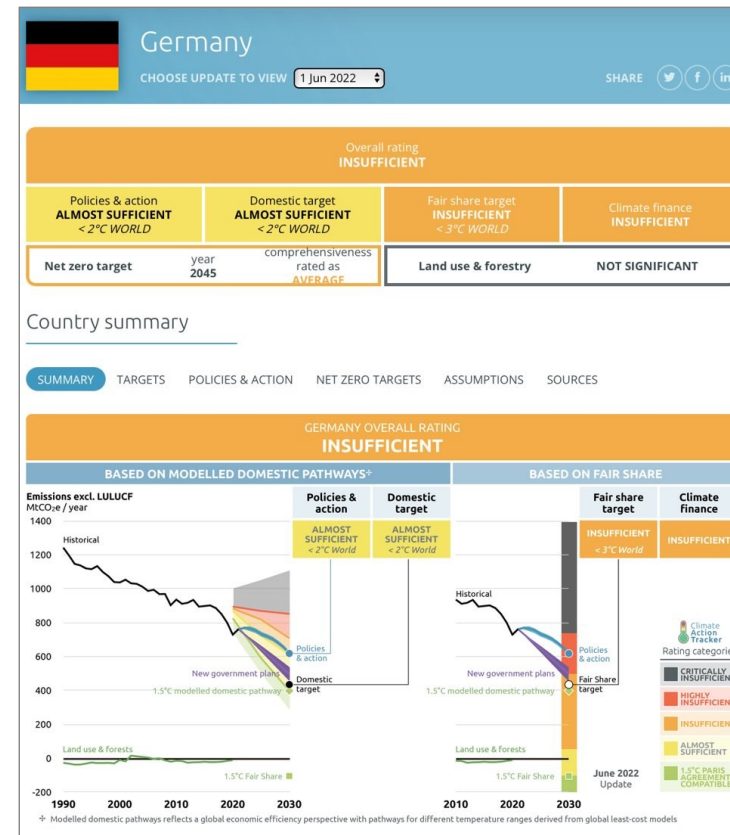 Germany
CHOOSE UPDATE TO VIEW 1 Jun 2022
SHARE f in
Overall rating
INSUFFICIENT
Policies & action
ALMOST SUFFICIENT
< 2°C WORLD
Domestic target
ALMOST SUFFICIENT
< 2°C WORLD
Fair share target
INSUFFICIENT
< 3°C WORLD
Climate finance
INSUFFICIENT
Net zero target
year
2045
comprehensiveness
rated as
AVERAGE
Land use & forestry
NOT SIGNIFICANT
Country summary
SUMMARY TARGETS POLICIES & ACTION NET ZERO TARGETS ASSUMPTIONS SOURCES
GERMANY OVERALL RATING
INSUFFICIENT
BASED ON MODELLED DOMESTIC PATHWAYS÷
BASED ON FAIR SHARE
Emissions excl. LULUCF
MtCO₂e / year
Policies &
action
Domestic
target
ALMOST
SUFFICIENT
< 2°C World
ALMOST
SUFFICIENT
< 2°C World
Fair share
target
Climate
finance
INSUFFICIENT
< 3°C World
INSUFFICIENT
1400
1200
1000
800
600
400
200
0
-200
Historical
Policies
& action
New government plans
Domestic
target
1.5°C modelled domestic pathway
Land use & forests
1.5°C Fair Share
1990 2000 2010 2020 2030
Historical
Policies
& action
New government plans
Fair Share
target
1.5°C modelled domestic pathway
Land use & forests
1.5°C Fair Share
2010 2020 2030
Climate
Action
Tracker
Rating categorie
CRITICALLY
INSUFFICIEN
HIGHLY
INSUFFICIEN
INSUFFICIEN
ALMOST
SUFFICIENT
1.5°C PARIS
AGREEMENT
COMPATIBLE
June 2022
Update
÷ Modelled domestic pathways reflects a global economic efficiency perspective with pathways for different temperature ranges derived from global least-cost models